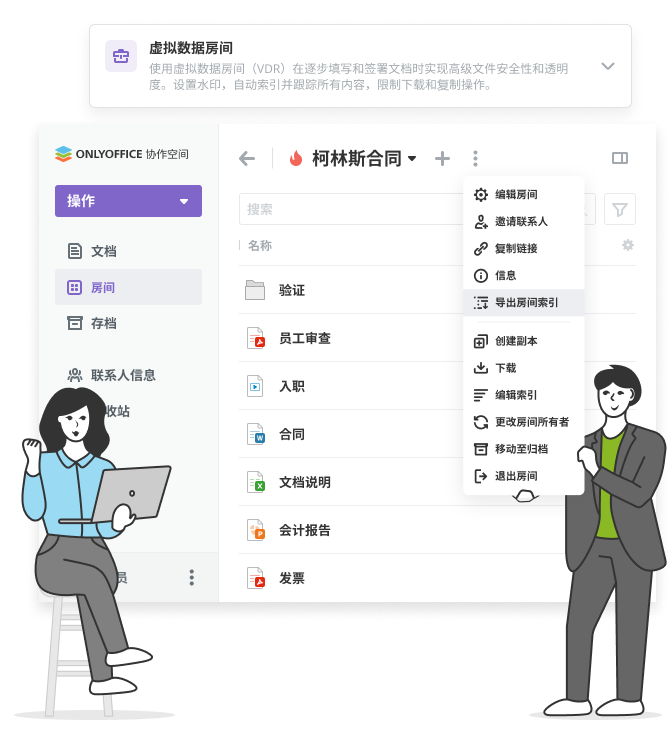 虚拟数据房间
使用虚拟数据房间（VDR）在逐步填写和签署文档时实现高级文件安全性和透明
度。设置水印，自动索引并跟踪所有内容，限制下载和复制操作。
ONLYOFFICE 协作空间
操作
文档
房间
存档
联系人信息
收站
员
柯林斯合同
搜索
名称
验证
员工审查
入职
合同
文档说明
会计报告
发票
编辑房间
邀请联系人
复制链接
信息
导出房间索引
创建副本
下载
编辑索引
更改房间所有者
移动至归档
退出房间